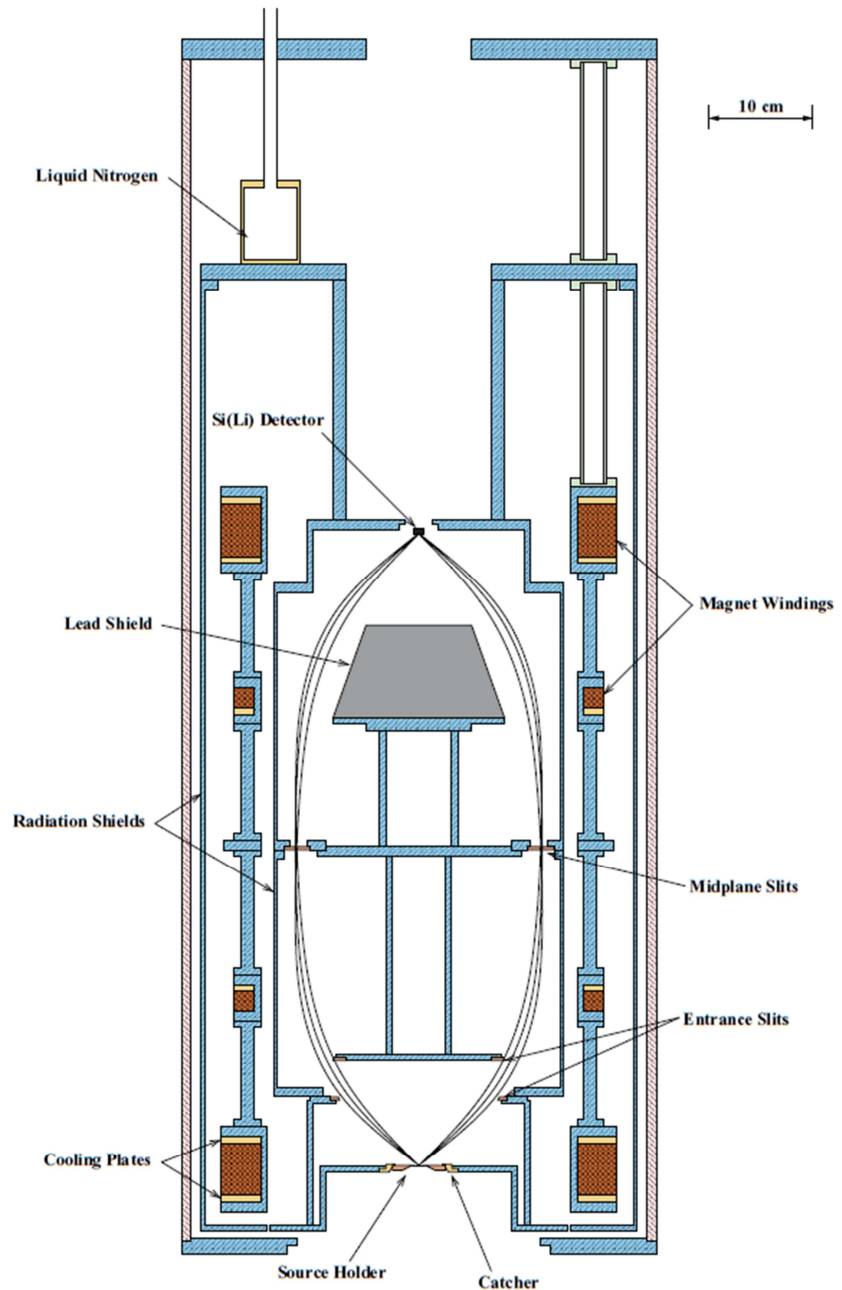 10 cm
Liquid Nitrogen
Si(Li) Detector
Magnet Windings
Lead Shield
Radiation Shields
Midplane Slits
Entrance Slits
Cooling Plates
Source Holder
Catcher